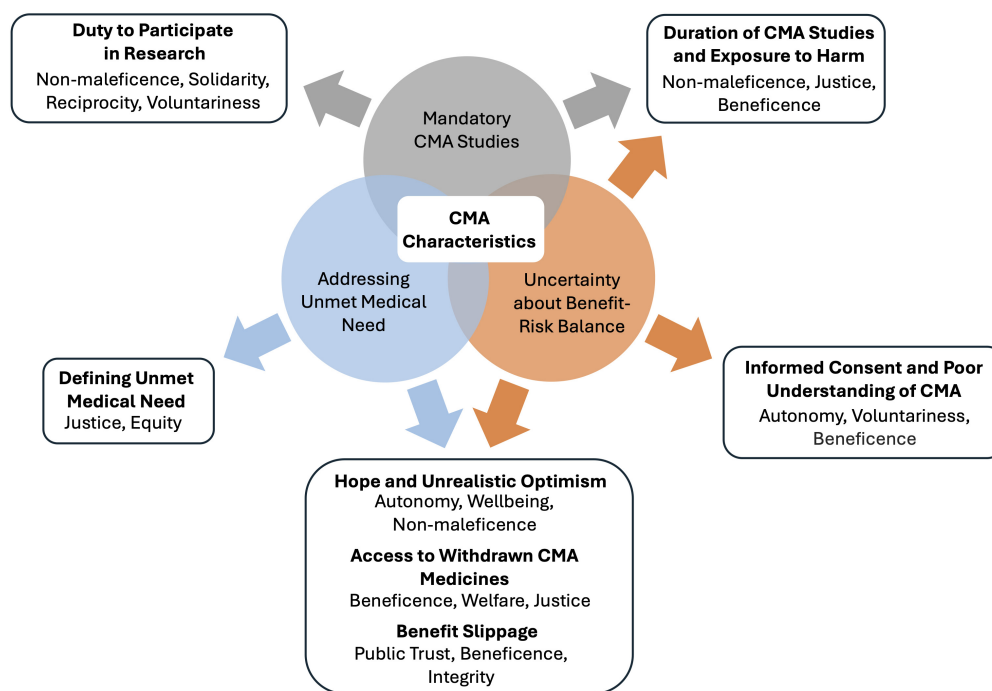 Duty to Participate
in Research
Non-maleficence, Solidarity,
Reciprocity, Voluntariness
Duration of CMA Studies
and Exposure to Harm
Non-maleficence, Justice,
Beneficence
Mandatory
CMA Studies
CMA
Characteristics
Addressing
Unmet Medical
Need
Uncertainty
about Benefit-
Risk Balance
Defining Unmet
Medical Need
Justice, Equity
Informed Consent and Poor
Understanding of CMA
Autonomy, Voluntariness,
Beneficence
Hope and Unrealistic Optimism
Autonomy, Wellbeing,
Non-maleficence
Access to Withdrawn CMA
Medicines
Beneficence, Welfare, Justice
Benefit Slippage
Public Trust, Beneficence,
Integrity